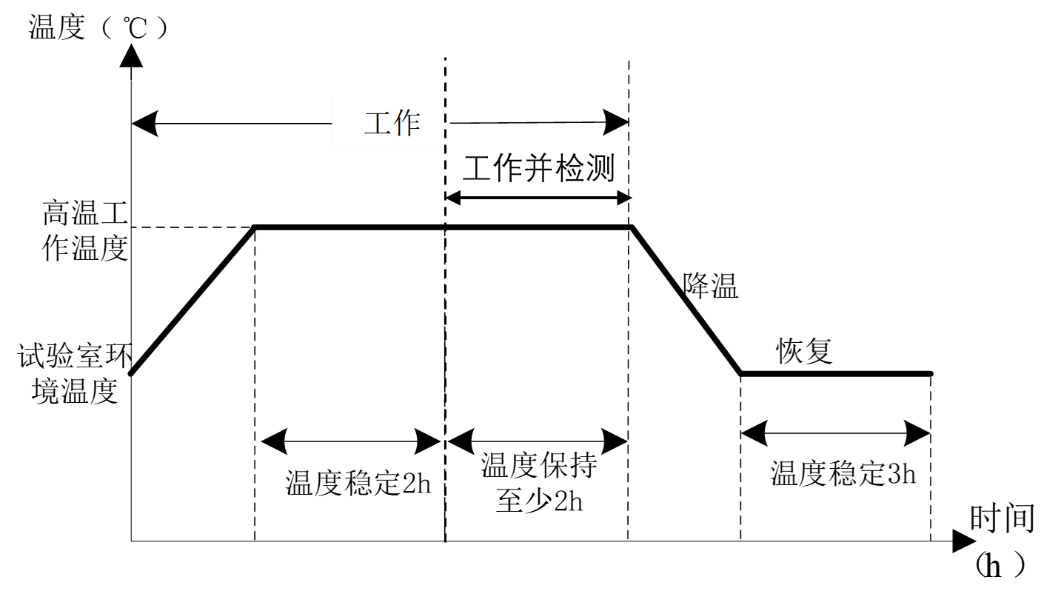 温度（℃）
工作
工作并检测
高温工
作温度
降温
试验室环
境温度
恢复
温度稳定2h
温度保持
至少2h
温度稳定3h
时间
（h）